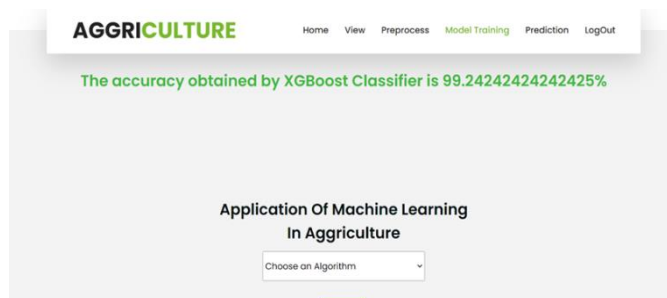 AGGRICULTURE Home View Preprocess Model Training Prediction LogOut
The accuracy obtained by XGBoost Classifier is 99.24242424242425%
Application Of Machine Learning
In Aggriculture
Choose an Algorithm